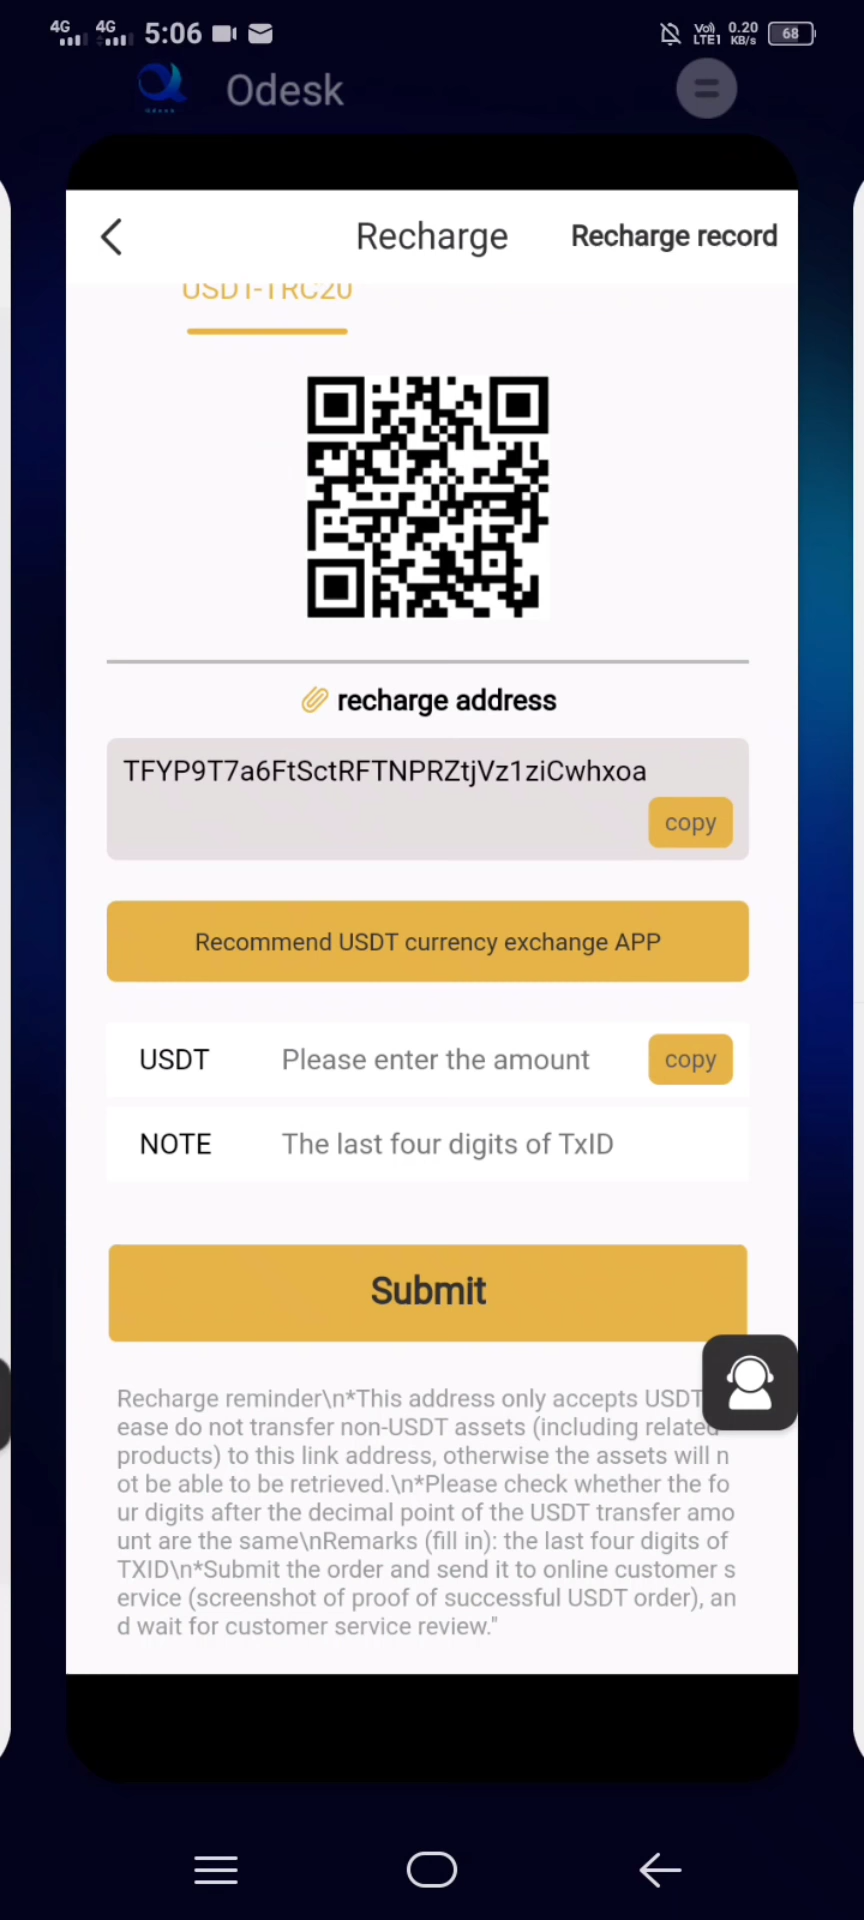 4G 4G 5:06 Vo) LTE1 0.20 KB/s 68
Odesk
Recharge Recharge record
USDT-TRC20
recharge address
TFYP9T7a6FtSctRFTNPRZtjVz1ziCwhxoa
copy
Recommend USDT currency exchange APP
USDT Please enter the amount copy
NOTE The last four digits of TxID
Submit
Recharge reminder\n*This address only accepts USDT
ease do not transfer non-USDT assets (including related
products) to this link address, otherwise the assets will n
ot be able to be retrieved.\n*Please check whether the fo
ur digits after the decimal point of the USDT transfer amo
unt are the same\nRemarks (fill in): the last four digits of
TXID\n*Submit the order and send it to online customer s
ervice (screenshot of proof of successful USDT order), an
d wait for customer service review."